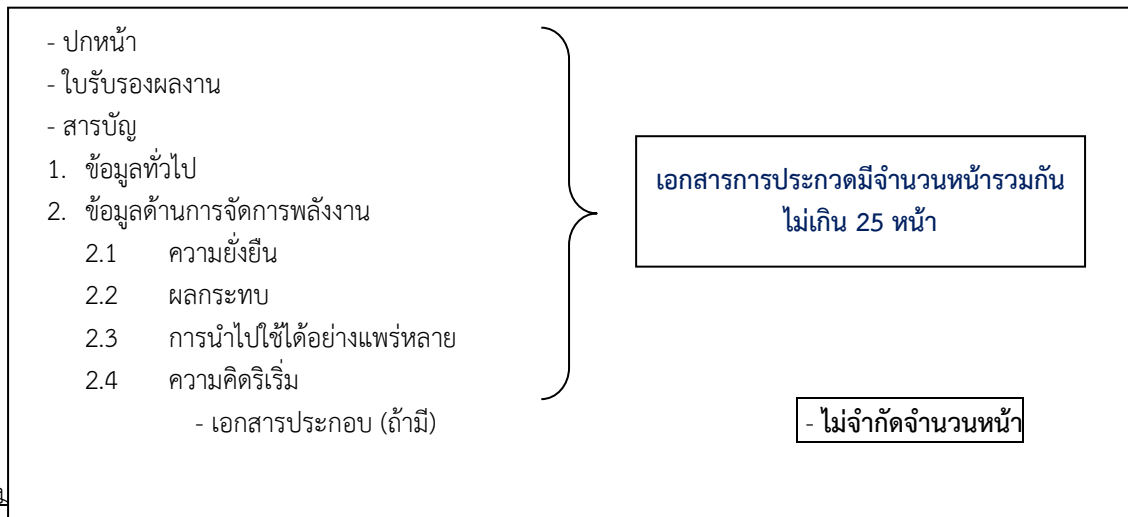 - ปกหน้า
- ใบรับรองผลงาน
- สารบัญ
1. ข้อมูลทั่วไป
2. ข้อมูลด้านการจัดการพลังงาน
2.1 ความยั่งยืน
2.2 ผลกระทบ
2.3 การนำไปใช้ได้อย่างแพร่หลาย
2.4 ความคิดริเริ่ม
- เอกสารประกอบ (ถ้ามี)
เอกสารการประกวดมีจำนวนหน้ารวมกัน
ไม่เกิน 25 หน้า
- ไม่จำกัดจำนวนหน้า